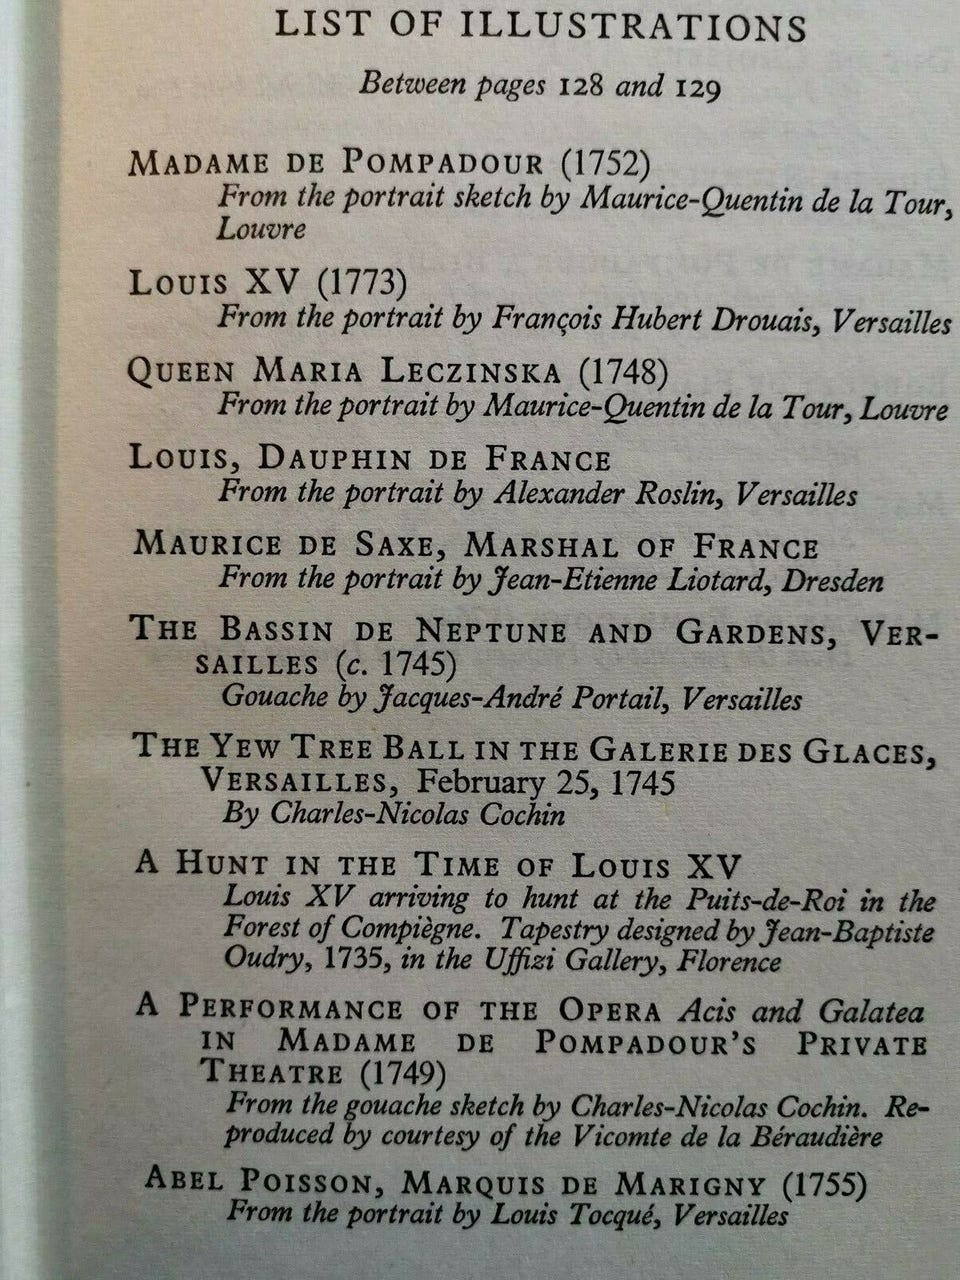 LIST OF ILLUSTRATIONS
Between pages 128 and 129
MADAME DE POMPADOUR (1752)
From the portrait sketch by Maurice-Quentin de la Tour,
Louvre
LOUIS XV (1773)
From the portrait by François Hubert Drouais, Versailles
QUEEN MARIA LECZINSKA (1748)
From the portrait by Maurice-Quentin de la Tour, Louvre
LOUIS, DAUPHIN DE FRANCE
From the portrait by Alexander Roslin, Versailles
MAURICE DE SAXE, MARSHAL OF FRANCE
From the portrait by Jean-Etienne Liotard, Dresden
THE BASSIN DE NEPTUNE AND GARDENS, VER-
SAILLES (c. 1745)
Gouache by Jacques-André Portail, Versailles
THE YEW TREE BALL IN THE GALERIE DES GLACES,
VERSAILLES, February 25, 1745
By Charles-Nicolas Cochin
A HUNT IN THE TIME OF LOUIS XV
Louis XV arriving to hunt at the Puits-de-Roi in the
Forest of Compiègne. Tapestry designed by Jean-Baptiste
Oudry, 1735, in the Uffizi Gallery, Florence
A PERFORMANCE OF THE OPERA Acis and Galatea
IN MADAME DE POMPADOUR'S PRIVATE
THEATRE (1749)
From the gouache sketch by Charles-Nicolas Cochin. Re-
produced by courtesy of the Vicomte de la Béraudière
ABEL POISSON, MARQUIS DE MARIGNY (1755)
From the portrait by Louis Tocqué, Versailles